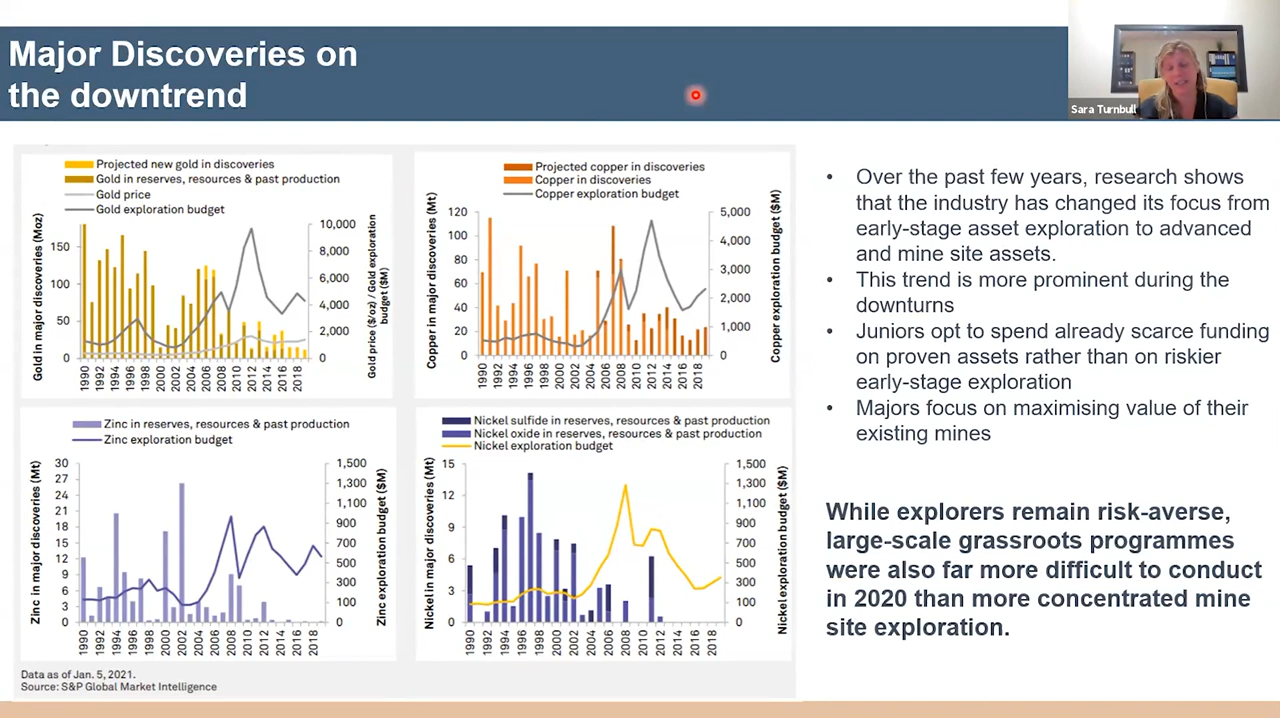 Major Discoveries on
the downtrend
Sara Turnbull
Projected new gold in discoveries
Gold in reserves, resources & past production
Gold price
Gold exploration budget
Gold in major discoveries (Moz)
150
100
50
0
10,000
8,000
6,000
4,000
2,000
0
Gold price ($/oz) / Gold exploration
budget ($M)
1990
1992
1994
1996
1998
2000
2002
2004
2006
2008
2010
2012
2014
2016
2018
Projected copper in discoveries
Copper in discoveries
Copper exploration budget
Copper in major discoveries (Mt)
120
100
80
60
40
20
0
5,000
4,000
3,000
2,000
1,000
0
Copper exploration budget ($M)
1990
1992
1994
1996
1998
2000
2002
2004
2006
2008
2010
2012
2014
2016
2018
Zinc in reserves, resources & past production
Zinc exploration budget
Zinc in major discoveries (Mt)
30
27
24
21
18
15
12
9
6
3
0
1,500
1,300
1,100
900
700
500
300
100
0
Zinc exploration budget ($M)
1990
1992
1994
1996
1998
2000
2002
2004
2006
2008
2010
2012
2014
2016
2018
Nickel sulfide in reserves, resources & past production
Nickel oxide in reserves, resources & past production
Nickel exploration budget
Nickel in major discoveries (Mt)
15
12
9
6
3
0
1,500
1,300
1,100
900
700
500
300
100
0
Nickel exploration budget ($M)
1990
1992
1994
1996
1998
2000
2002
2004
2006
2008
2010
2012
2014
2016
2018
Data as of Jan. 5, 2021.
Source: S&P Global Market Intelligence
• Over the past few years, research shows
that the industry has changed its focus from
early-stage asset exploration to advanced
and mine site assets.
• This trend is more prominent during the
downturns
• Juniors opt to spend already scarce funding
on proven assets rather than on riskier
early-stage exploration
• Majors focus on maximising value of their
existing mines
While explorers remain risk-averse,
large-scale grassroots programmes
were also far more difficult to conduct
in 2020 than more concentrated mine
site exploration.